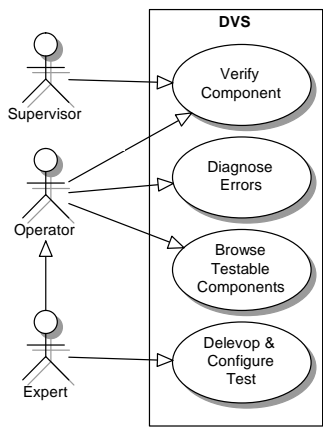 DVS
Verify
Component
Supervisor
Diagnose
Errors
Operator
Browse
Testable
Components
Delevop &
Configure
Test
Expert